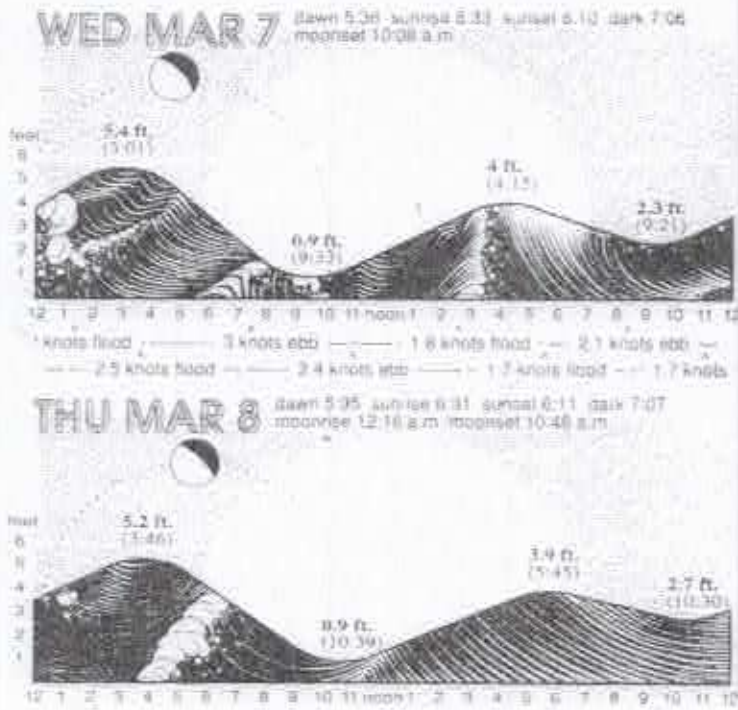 WED MAR 7 dawn 5:36 sunrise 6:33 sunset 6:10 dark 7:06
moonset 10:08 a.m.
feet
6
5
4
3
2
1
5.4 ft.
(3:01)
0.9 ft.
(9:33)
4 ft.
(4:15)
2.3 ft.
(9:21)
12 1 2 3 4 5 6 7 8 9 10 11 noon 1 2 3 4 5 6 7 8 9 10 11 12
knots flood 3 knots ebb 1.8 knots flood 2.1 knots ebb
2.5 knots flood 2.4 knots ebb 1.7 knots flood 1.7 knots
THU MAR 8 dawn 5:35 sunrise 6:31 sunset 6:11 dark 7:07
moonrise 12:16 a.m. moonset 10:48 a.m.
feet
6
5
4
3
2
1
5.2 ft.
(3:46)
0.9 ft.
(10:39)
3.9 ft.
(5:45)
2.7 ft.
(10:30)
12 1 2 3 4 5 6 7 8 9 10 11 noon 1 2 3 4 5 6 7 8 9 10 11 12